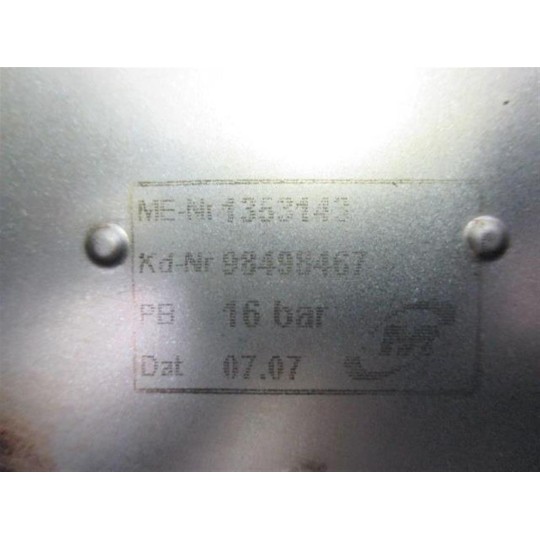 ME-Nr 1353143
Kd-Nr 98498467
PB 16 bar
Dat 07.07
M